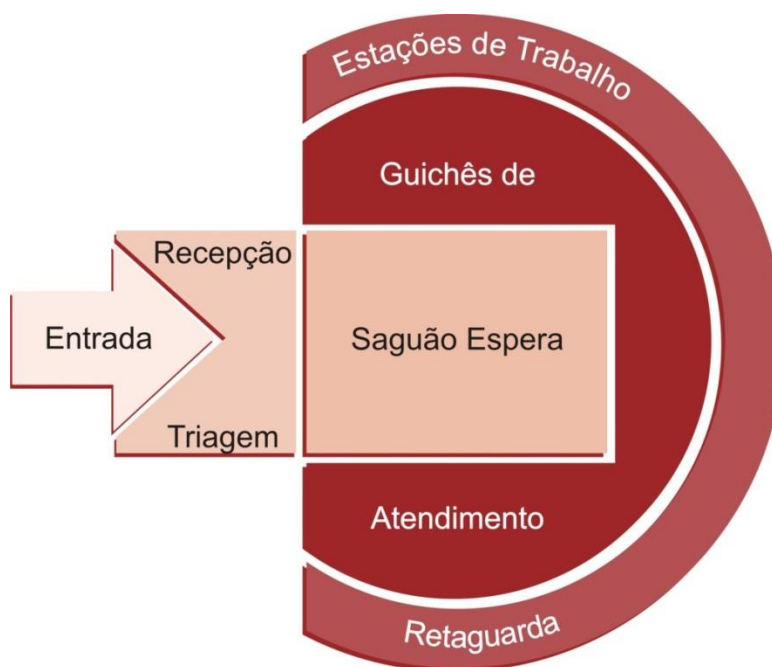 Estações de Trabalho
Guichês de
Recepção
Entrada
Saguão Espera
Triagem
Atendimento
Retaguarda